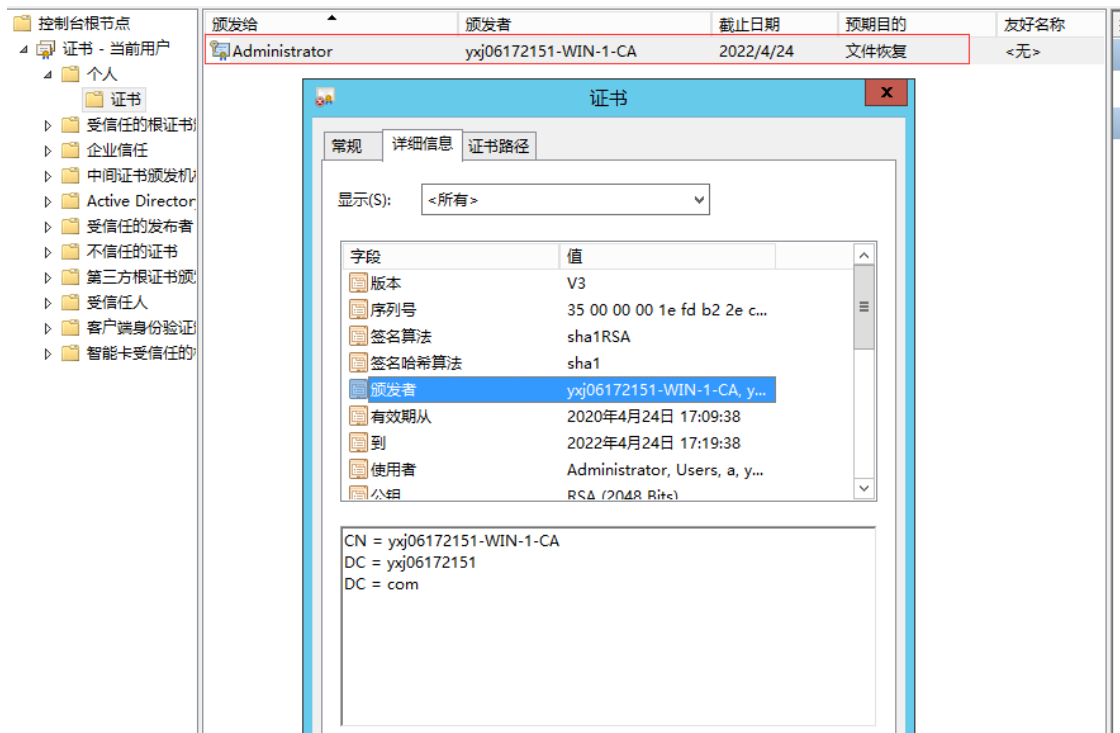 控制台根节点
证书 - 当前用户
个人
证书
受信任的根证书
企业信任
中间证书颁发机
Active Director
受信任的发布者
不信任的证书
第三方根证书颁
受信任人
客户端身份验证
智能卡受信任的
颁发给 颁发者 截止日期 预期目的 友好名称
Administrator yxj06172151-WIN-1-CA 2022/4/24 文件恢复 <无>
证书
常规 详细信息 证书路径
显示(S): <所有>
字段 值
版本 V3
序列号 35 00 00 00 1e fd b2 2e c...
签名算法 sha1RSA
签名哈希算法 sha1
颁发者 yxj06172151-WIN-1-CA, y...
有效期从 2020年4月24日 17:09:38
到 2022年4月24日 17:19:38
使用者 Administrator, Users, a, y...
公钥 RSA (2048 Bits)
CN = yxj06172151-WIN-1-CA
DC = yxj06172151
DC = com